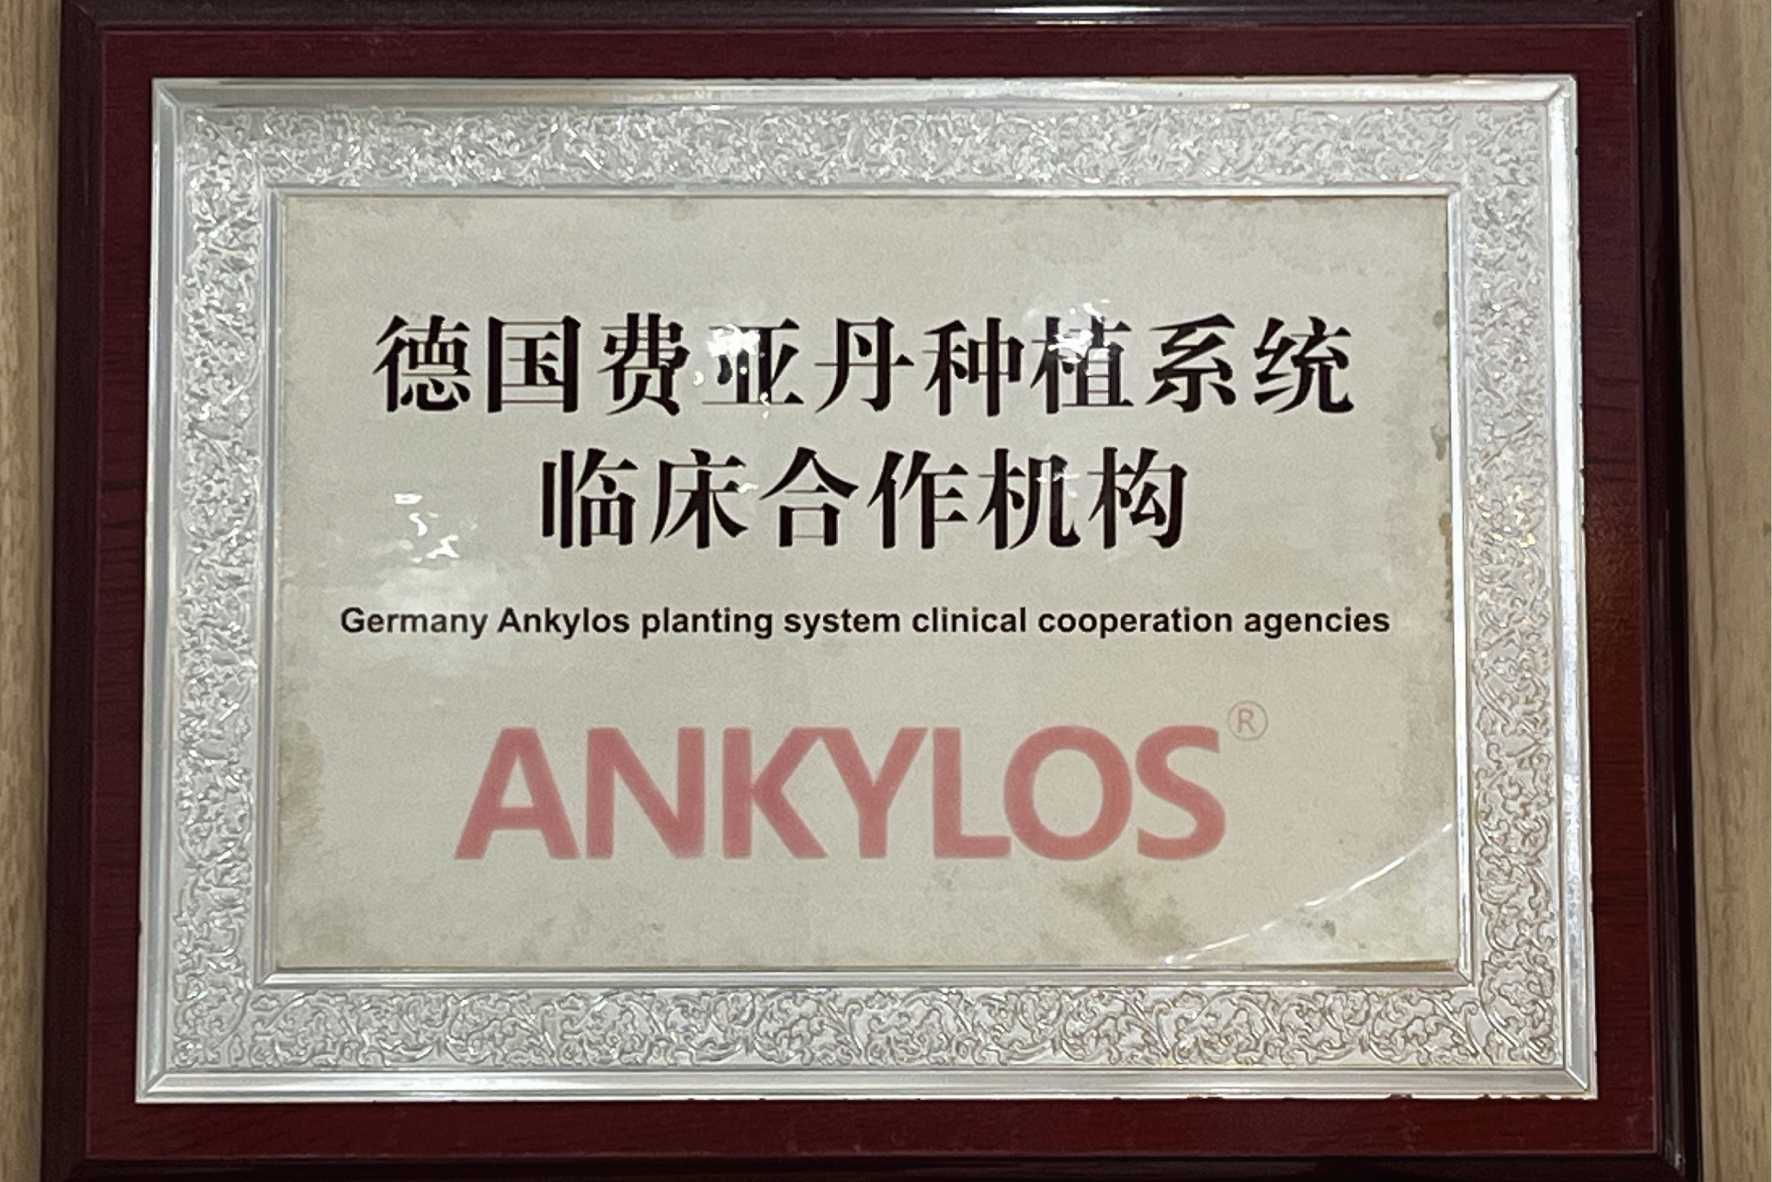 德国费亚丹种植系统
临床合作机构
Germany Ankylos planting system clinical cooperation agencies
ANKYLOS®